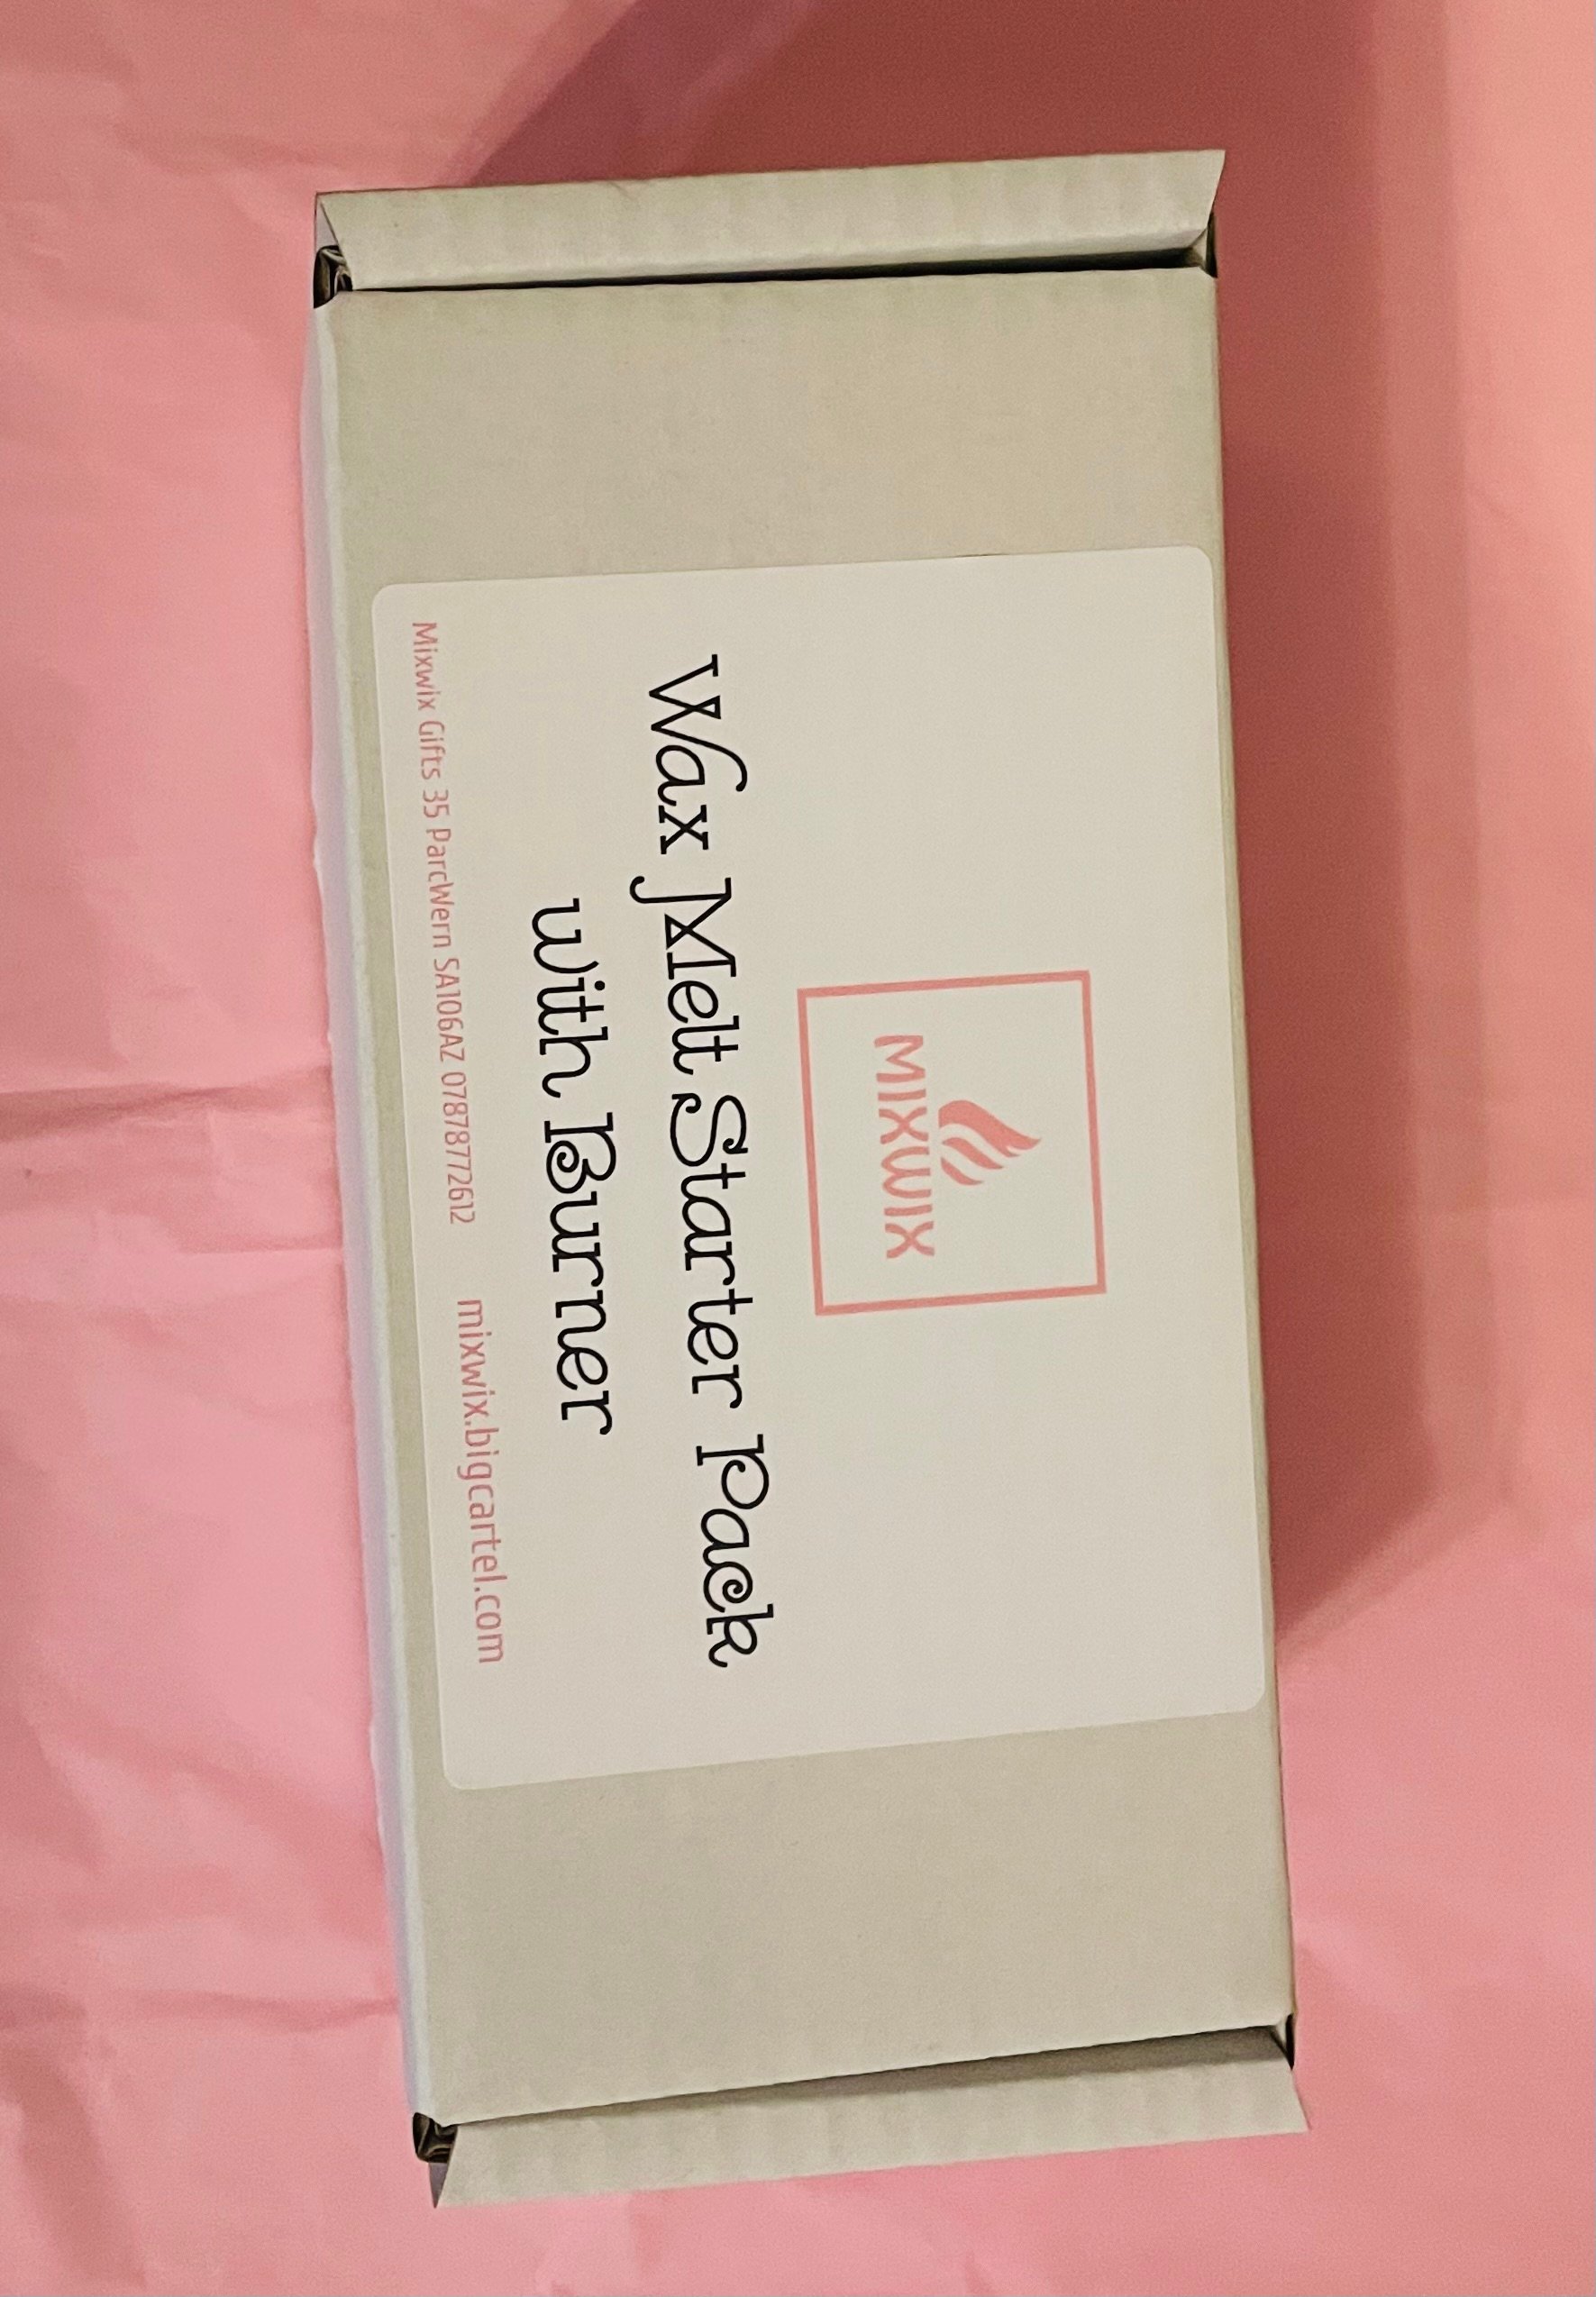 MIXWIX
Wax Melt Starter Pack
with Burner
Mixwix Gifts 35 ParcWern SA106AZ 07878772612 mixwix.bigcartel.com